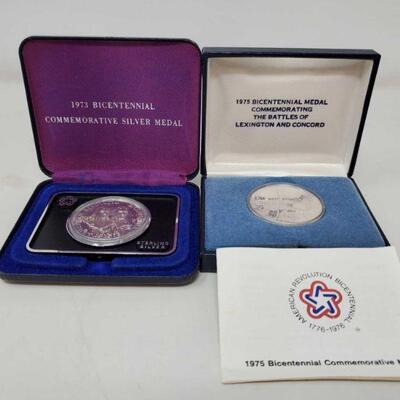 1973 BICENTENNIAL
COMMEMORATIVE SILVER MEDAL
STERLING
SILVER
1975 BICENTENNIAL MEDAL
COMMEMORATING
THE BATTLES OF
LEXINGTON AND CONCORD
AMERICAN REVOLUTION BICENTENNIAL
1776-1976
1975 Bicentennial Commemorative